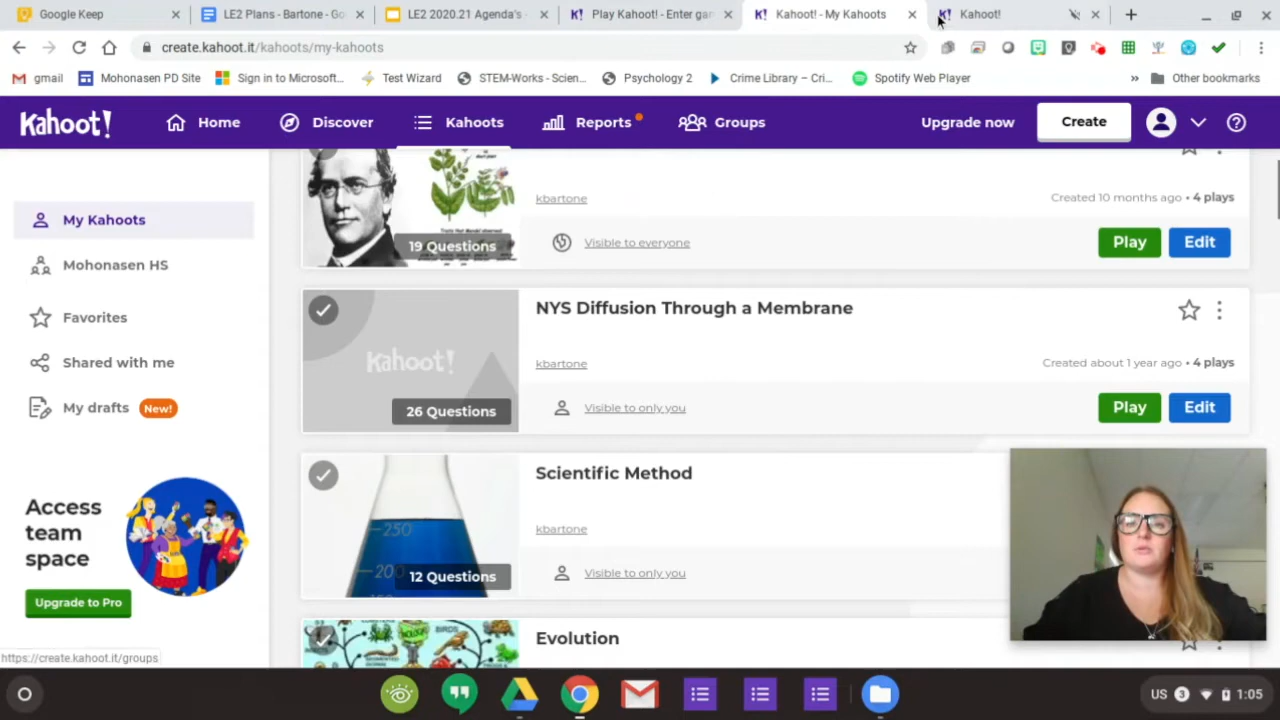 Google Keep
LE2 Plans - Bartone - Go
LE2 2020.21 Agenda's -
Play Kahoot! - Enter gar
Kahoot! - My Kahoots
Kahoot!
create.kahoot.it/kahoots/my-kahoots
gmail
Mohonasen PD Site
Sign in to Microsoft...
Test Wizard
STEM-Works - Scien...
Psychology 2
Crime Library – Cri...
Spotify Web Player
»
Other bookmarks
Kahoot!
Home
Discover
Kahoots
Reports
Groups
Upgrade now
Create
My Kahoots
Mohonasen HS
Favorites
Shared with me
My drafts New!
Access
team
space
Upgrade to Pro
19 Questions
kbartone
Created 10 months ago • 4 plays
Visible to everyone
Play
Edit
Kahoot!
26 Questions
NYS Diffusion Through a Membrane
kbartone
Created about 1 year ago • 4 plays
Visible to only you
Play
Edit
250
200
12 Questions
Scientific Method
kbartone
Visible to only you
BIRDS
Evolution
https://create.kahoot.it/groups
US 3 1:05